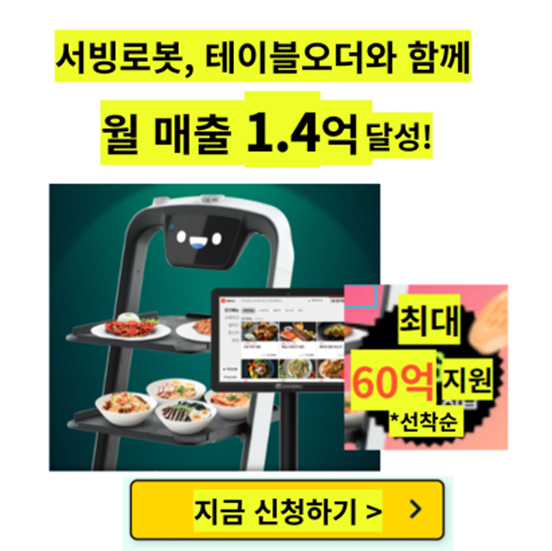 서빙로봇, 테이블오더와 함께
월 매출 1.4억 달성!
최대
60억 지원
*선착순
지금 신청하기 >